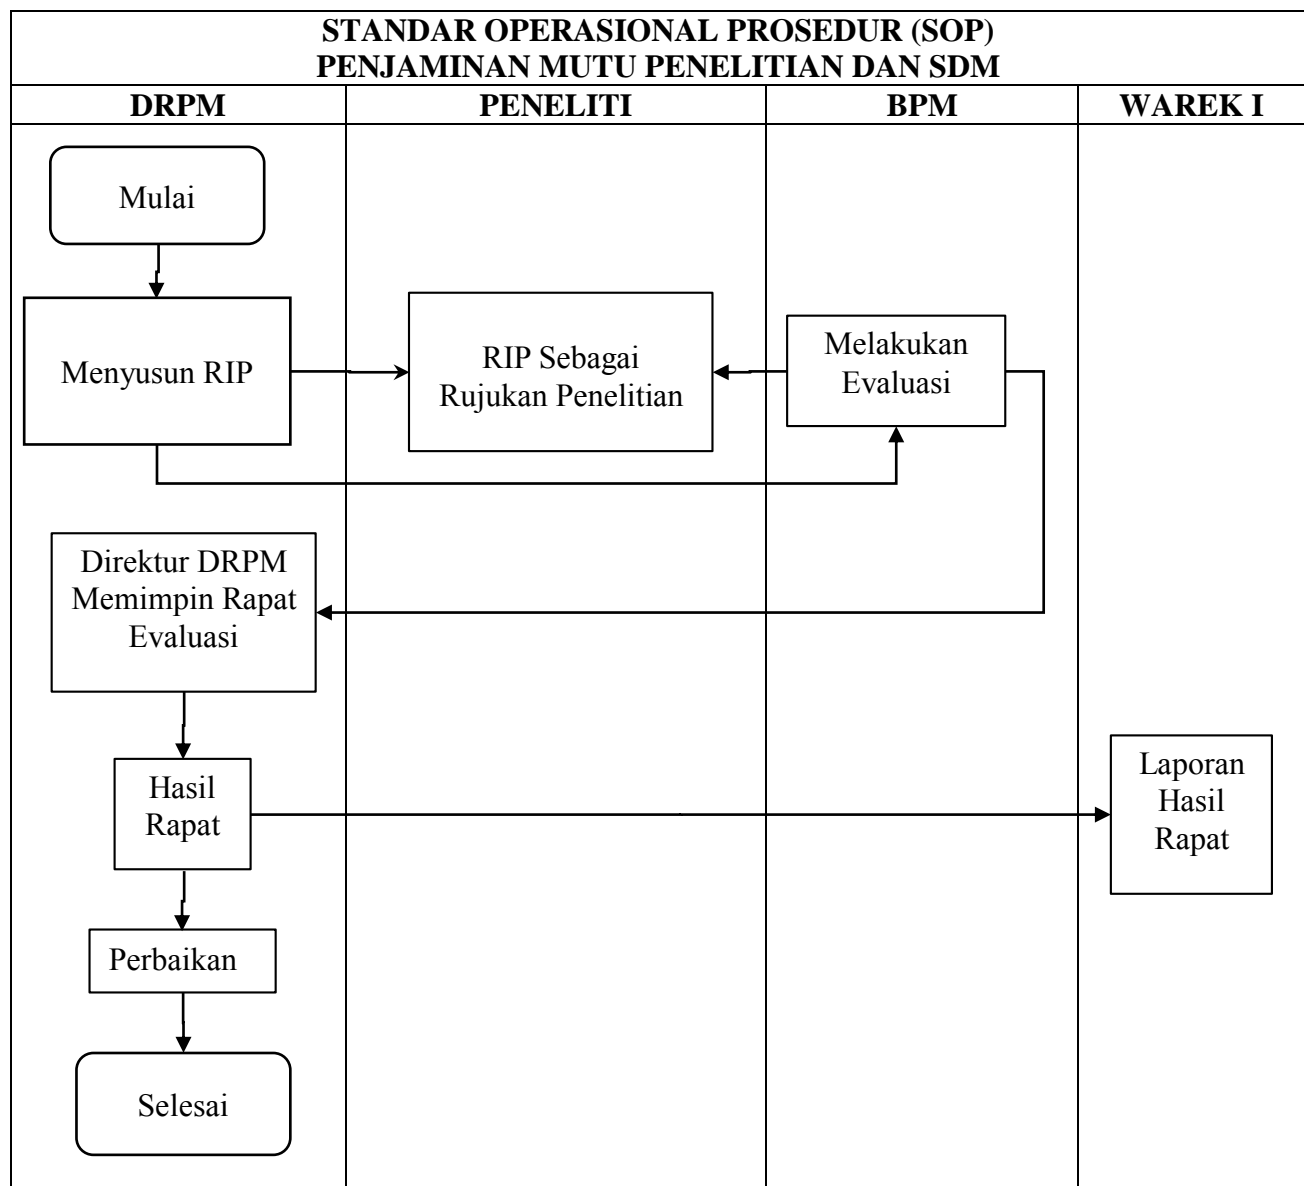 STANDAR OPERASIONAL PROSEDUR (SOP)
PENJAMINAN MUTU PENELITIAN DAN SDM
DRPM
PENELITI
BPM
WAREK I
Mulai
Menyusun RIP
RIP Sebagai
Rujukan Penelitian
Melakukan
Evaluasi
Direktur DRPM
Memimpin Rapat
Evaluasi
Hasil
Rapat
Laporan
Hasil
Rapat
Perbaikan
Selesai